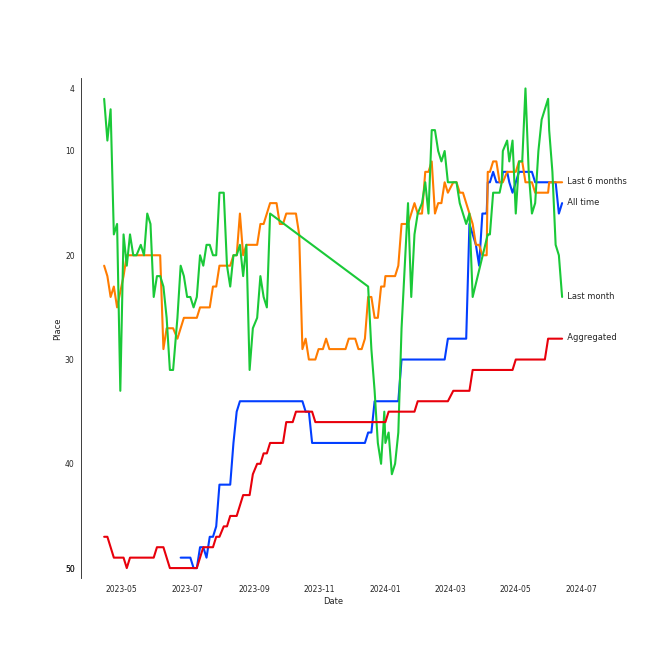 4
10
Last 6 months
All time
20
Last month
Place
Aggregated
30
40
50
2023-05
2023-07
2023-09
2023-11
2024-01
2024-03
2024-05
2024-07
Date